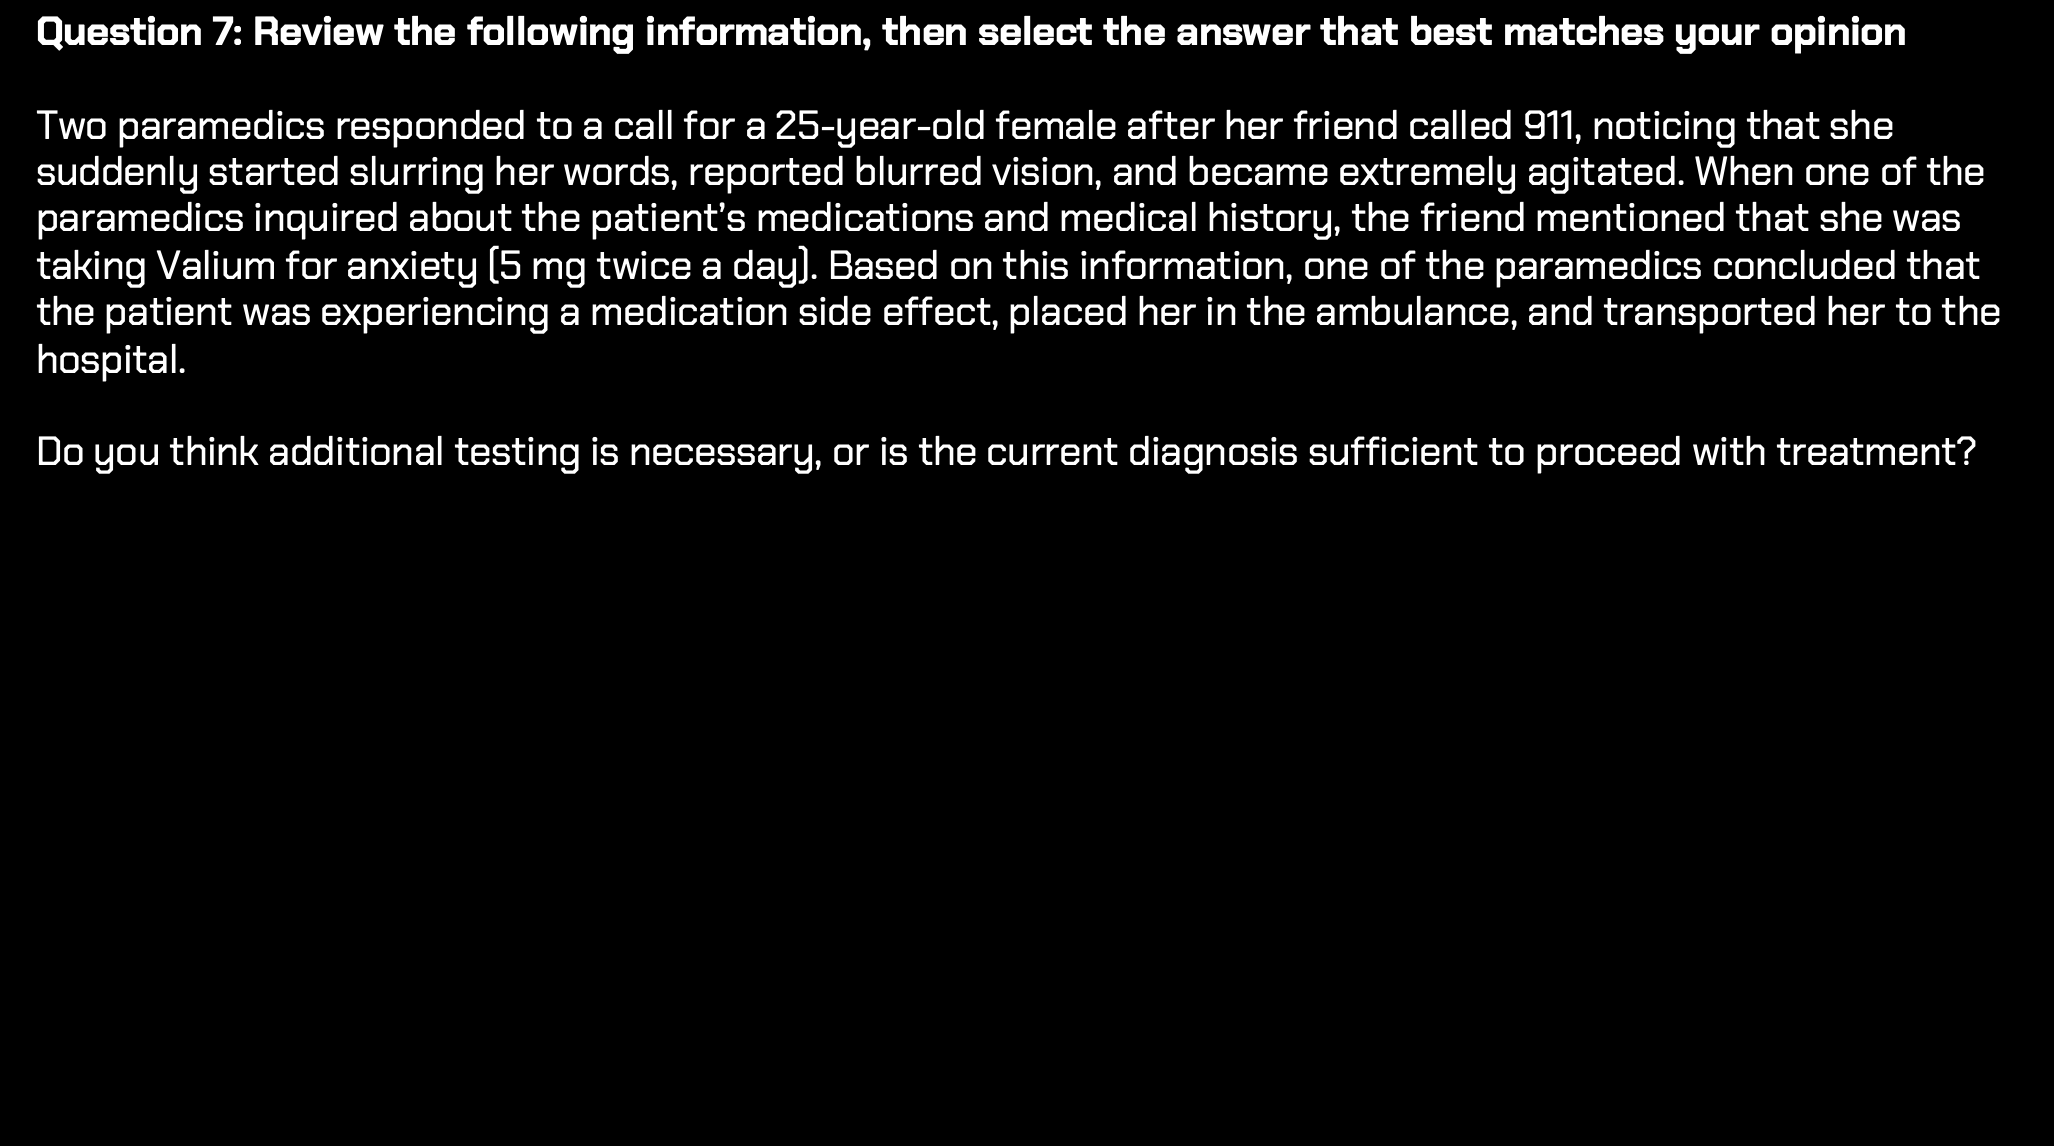 Question 7: Review the following information, then select the answer that best matches your opinion
Two paramedics responded to a call for a 25-year-old female after her friend called 911, noticing that she
suddenly started slurring her words, reported blurred vision, and became extremely agitated. When one of the
paramedics inquired about the patient’s medications and medical history, the friend mentioned that she was
taking Valium for anxiety (5 mg twice a day). Based on this information, one of the paramedics concluded that
the patient was experiencing a medication side effect, placed her in the ambulance, and transported her to the
hospital.
Do you think additional testing is necessary, or is the current diagnosis sufficient to proceed with treatment?